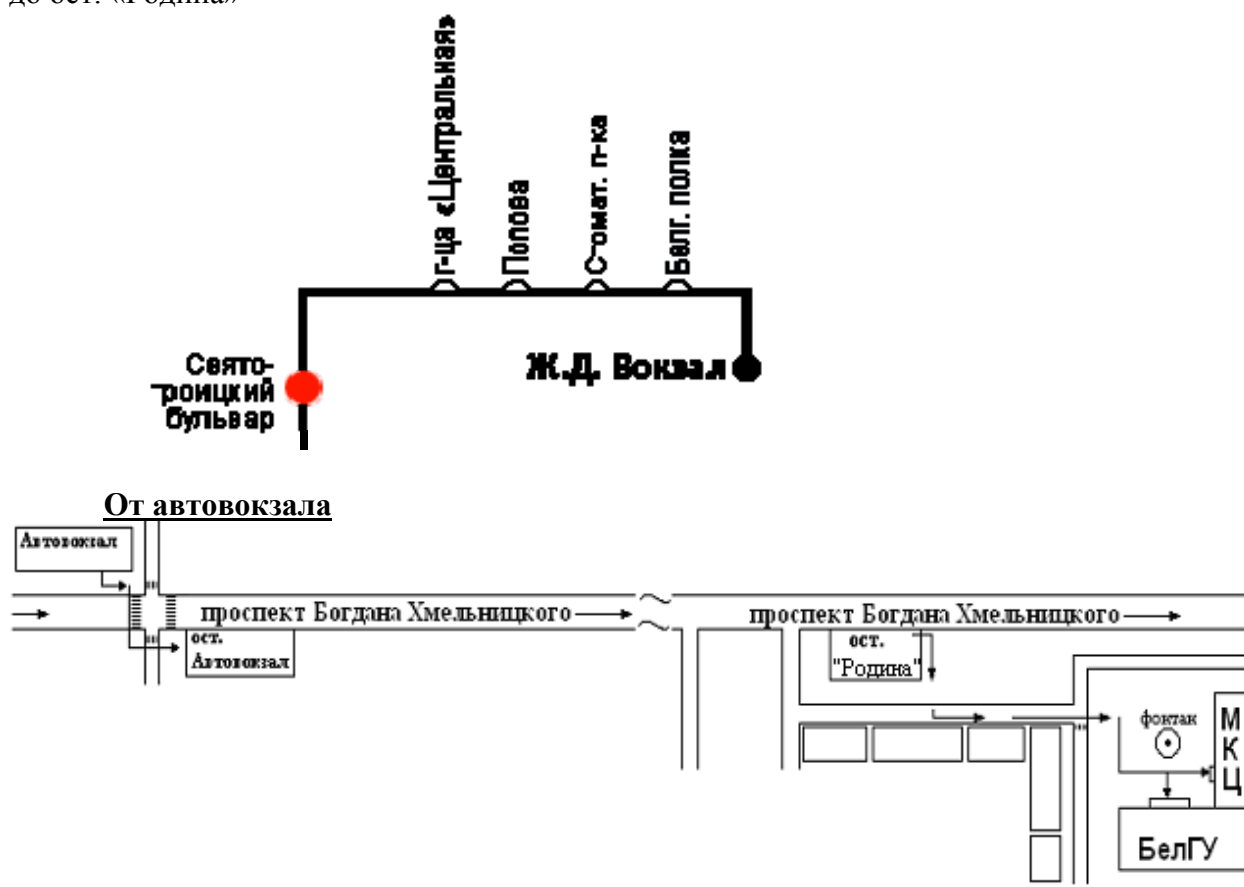 до ост. «Родина»
г-ца «Центральная»
Попова
Стомат. п-ка
Белг. полка
Свято-
Троицкий
бульвар
Ж.Д. Вокзал
От автовокзала
Автовокзал
проспект Богдана Хмельницкого
проспект Богдана Хмельницкого
ост.
Автовокзал
ост.
"Родина"
фонтан
МКЦ
БелГУ